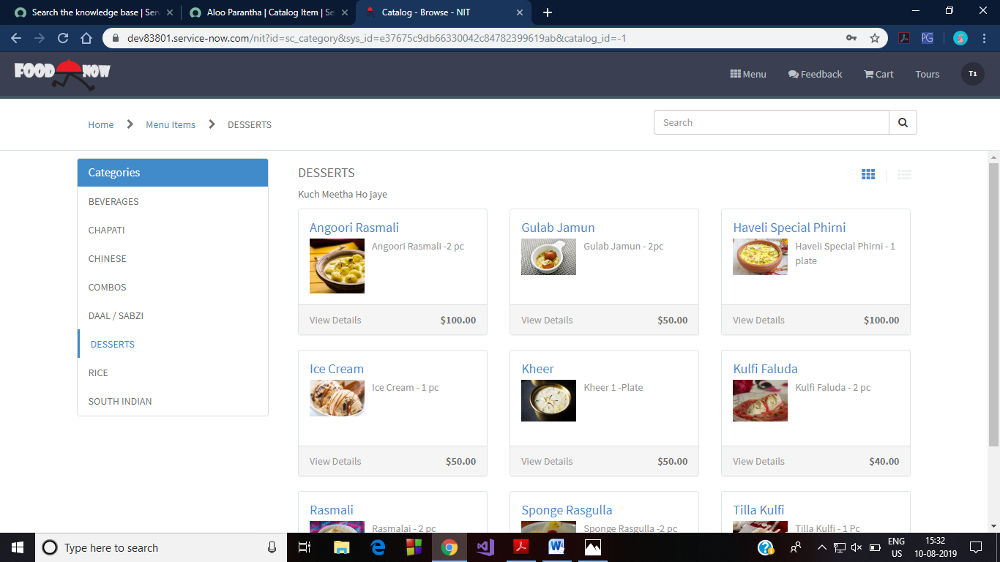 Search the knowledge base | Ser
Aloo Parantha | Catalog Item | Se
Catalog - Browse - NIT
dev83801.service-now.com/nit?id=sc_category&sys_id=e37675c9db66330042c84782399619ab&catalog_id=-1
PG
FOOD NOW
Menu
Feedback
Cart
Tours
T1
Home
Menu Items
DESSERTS
Search
Categories
BEVERAGES
CHAPATI
CHINESE
COMBOS
DAAL / SABZI
DESSERTS
RICE
SOUTH INDIAN
DESSERTS
Kuch Meetha Ho jaye
Angoori Rasmali
Angoori Rasmali -2 pc
View Details
$100.00
Gulab Jamun
Gulab Jamun - 2pc
View Details
$50.00
Haveli Special Phirni
Haveli Special Phirni - 1
plate
View Details
$100.00
Ice Cream
Ice Cream - 1 pc
View Details
$50.00
Kheer
Kheer 1 -Plate
View Details
$50.00
Kulfi Faluda
Kulfi Faluda - 2 pc
View Details
$40.00
Rasmali
Rasmalai - 2 pc
Sponge Rasgulla
Sponge Rasgulla -2 pc
Tilla Kulfi
Tilla Kulfi - 1 Pc
Type here to search
ENG
US
15:32
10-08-2019